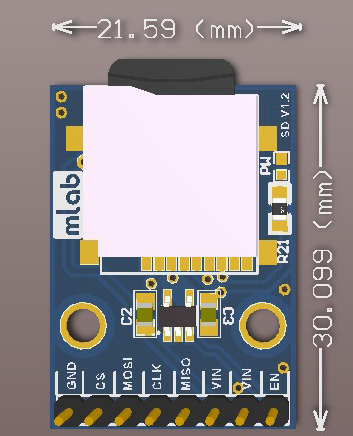 21.59 (mm)
SD V1.2
PW
mlab
R21
30.099 (mm)
C2
C3
GND
CS
MOSI
CLK
MISO
VIN
VIN
EN